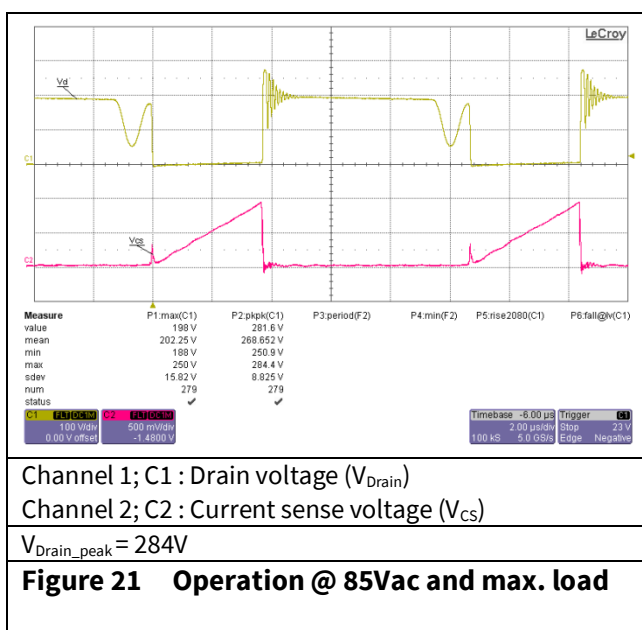 LeCroy
Vd
C1
Vcs
C2
Measure P1:max(C1) P2:pkpk(C1) P3:period(F2) P4:min(F2) P5:rise2080(C1) P6:fall@lv(C1)
value 198 V 281.6 V
mean 202.25 V 268.652 V
min 188 V 250.9 V
max 250 V 284.4 V
sdev 15.82 V 8.825 V
num 279 279
status ✔ ✔
C1 FLT DC1M C2 FLT DC1M Timebase -6.00 µs Trigger C1
100 V/div 500 mV/div 2.00 µs/div Stop 23 V
0.00 V offset -1.4800 V 100 kS 5.0 GS/s Edge Negative
Channel 1; C1 : Drain voltage (VDrain)
Channel 2; C2 : Current sense voltage (VCS)
VDrain_peak = 284V
Figure 21 Operation @ 85Vac and max. load